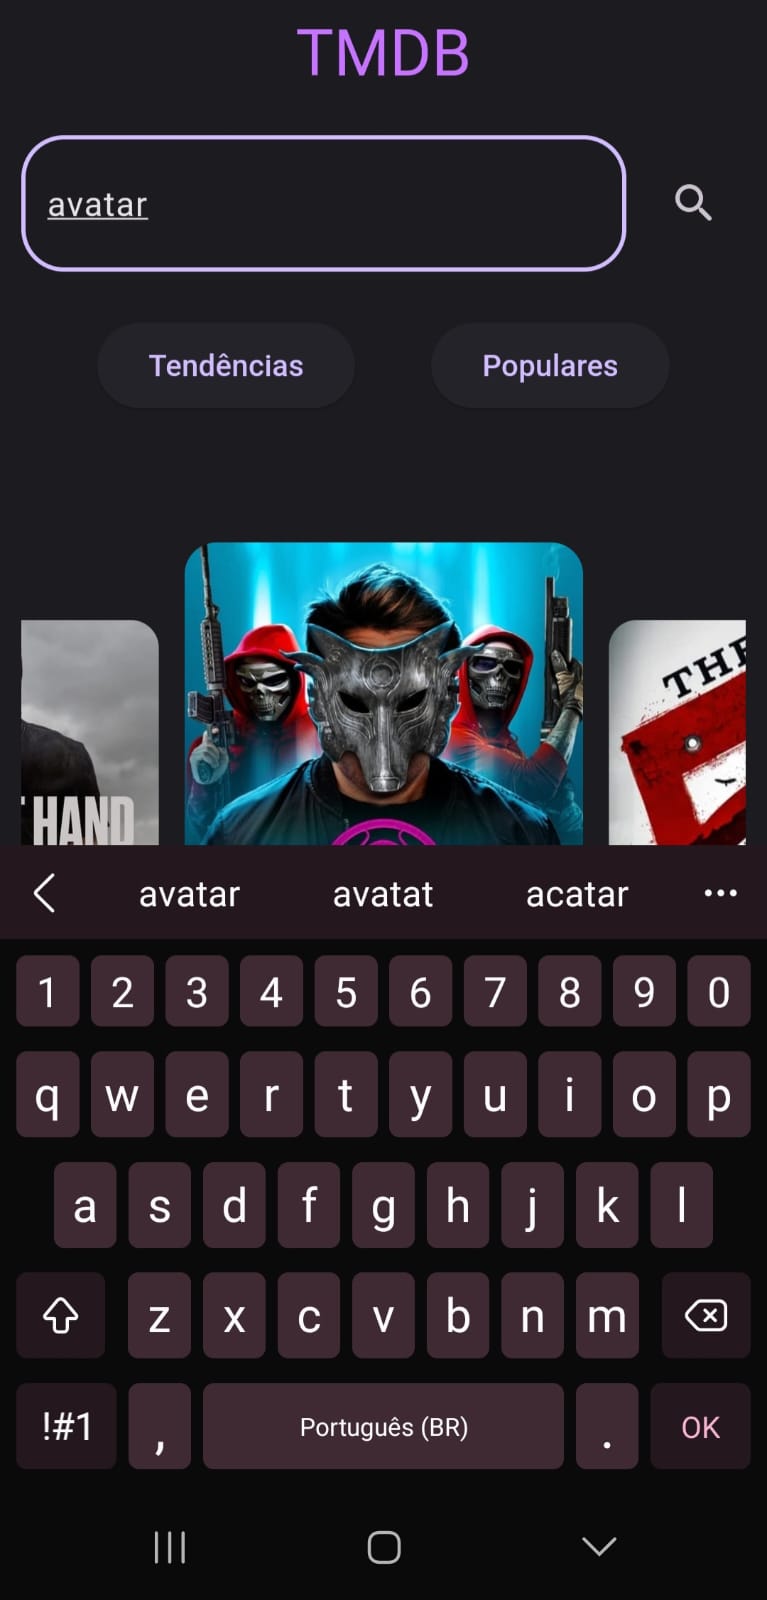 TMDB
avatar
Tendências Populares
HAND
THE
avatar avatat acatar
1 2 3 4 5 6 7 8 9 0
q w e r t y u i o p
a s d f g h j k l
z x c v b n m
!#1 , Português (BR) . OK